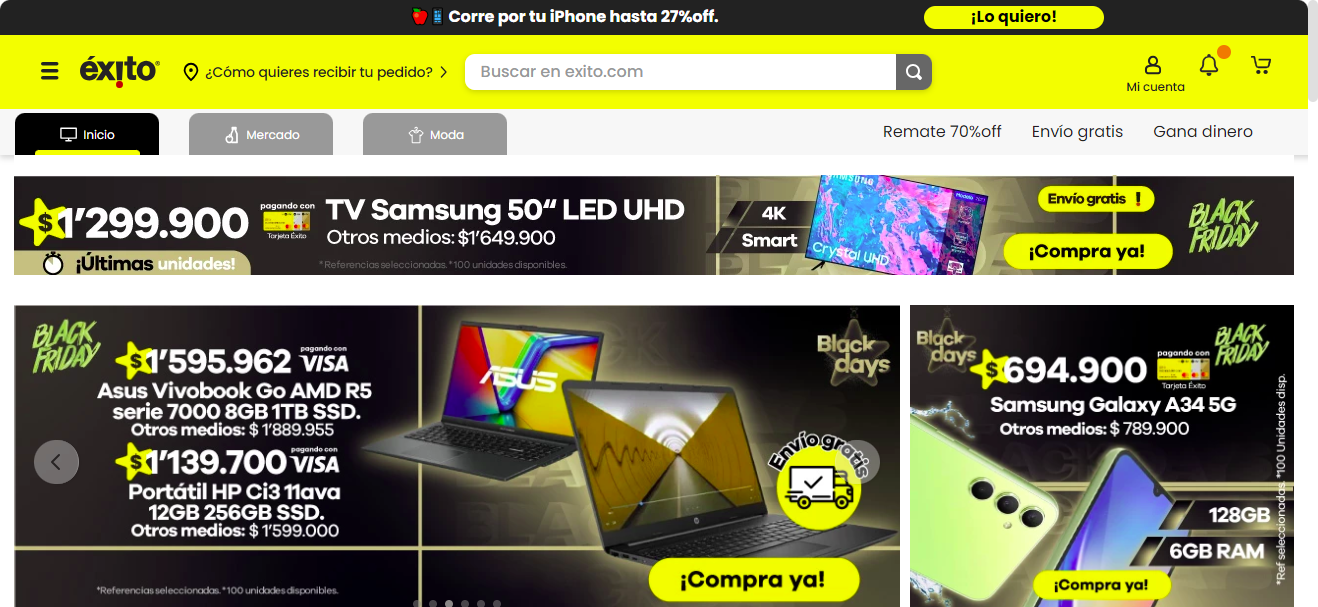 Corre por tu iPhone hasta 27%off.
¡Lo quiero!
éxito
¿Cómo quieres recibir tu pedido?
Buscar en exito.com
Mi cuenta
Inicio
Mercado
Moda
Remate 70%off
Envío gratis
Gana dinero
$1'299.900
pagando con
Tarjeta Éxito
¡Últimas unidades!
TV Samsung 50“ LED UHD
Otros medios: $1'649.900
*Referencias seleccionadas. *100 unidades disponibles.
4K
Smart
SAMSUNG
Crystal UHD
Envío gratis !
¡Compra ya!
BLACK
FRIDAY
BLACK
FRIDAY
$1'595.962
pagando con
VISA
Asus Vivobook Go AMD R5
serie 7000 8GB 1TB SSD.
Otros medios: $ 1'889.955
$1'139.700
pagando con
VISA
Portátil HP Ci3 11ava
12GB 256GB SSD.
Otros medios: $ 1'599.000
*Referencias seleccionadas. *100 unidades disponibles.
ASUS
hp
Black
days
Envío gratis
¡Compra ya!
Black
days
BLACK
FRIDAY
$694.900
pagando con
Tarjeta Éxito
Samsung Galaxy A34 5G
Otros medios: $ 789.900
128GB
6GB RAM
¡Compra ya!
*Ref seleccionadas. *100 Unidades disp.